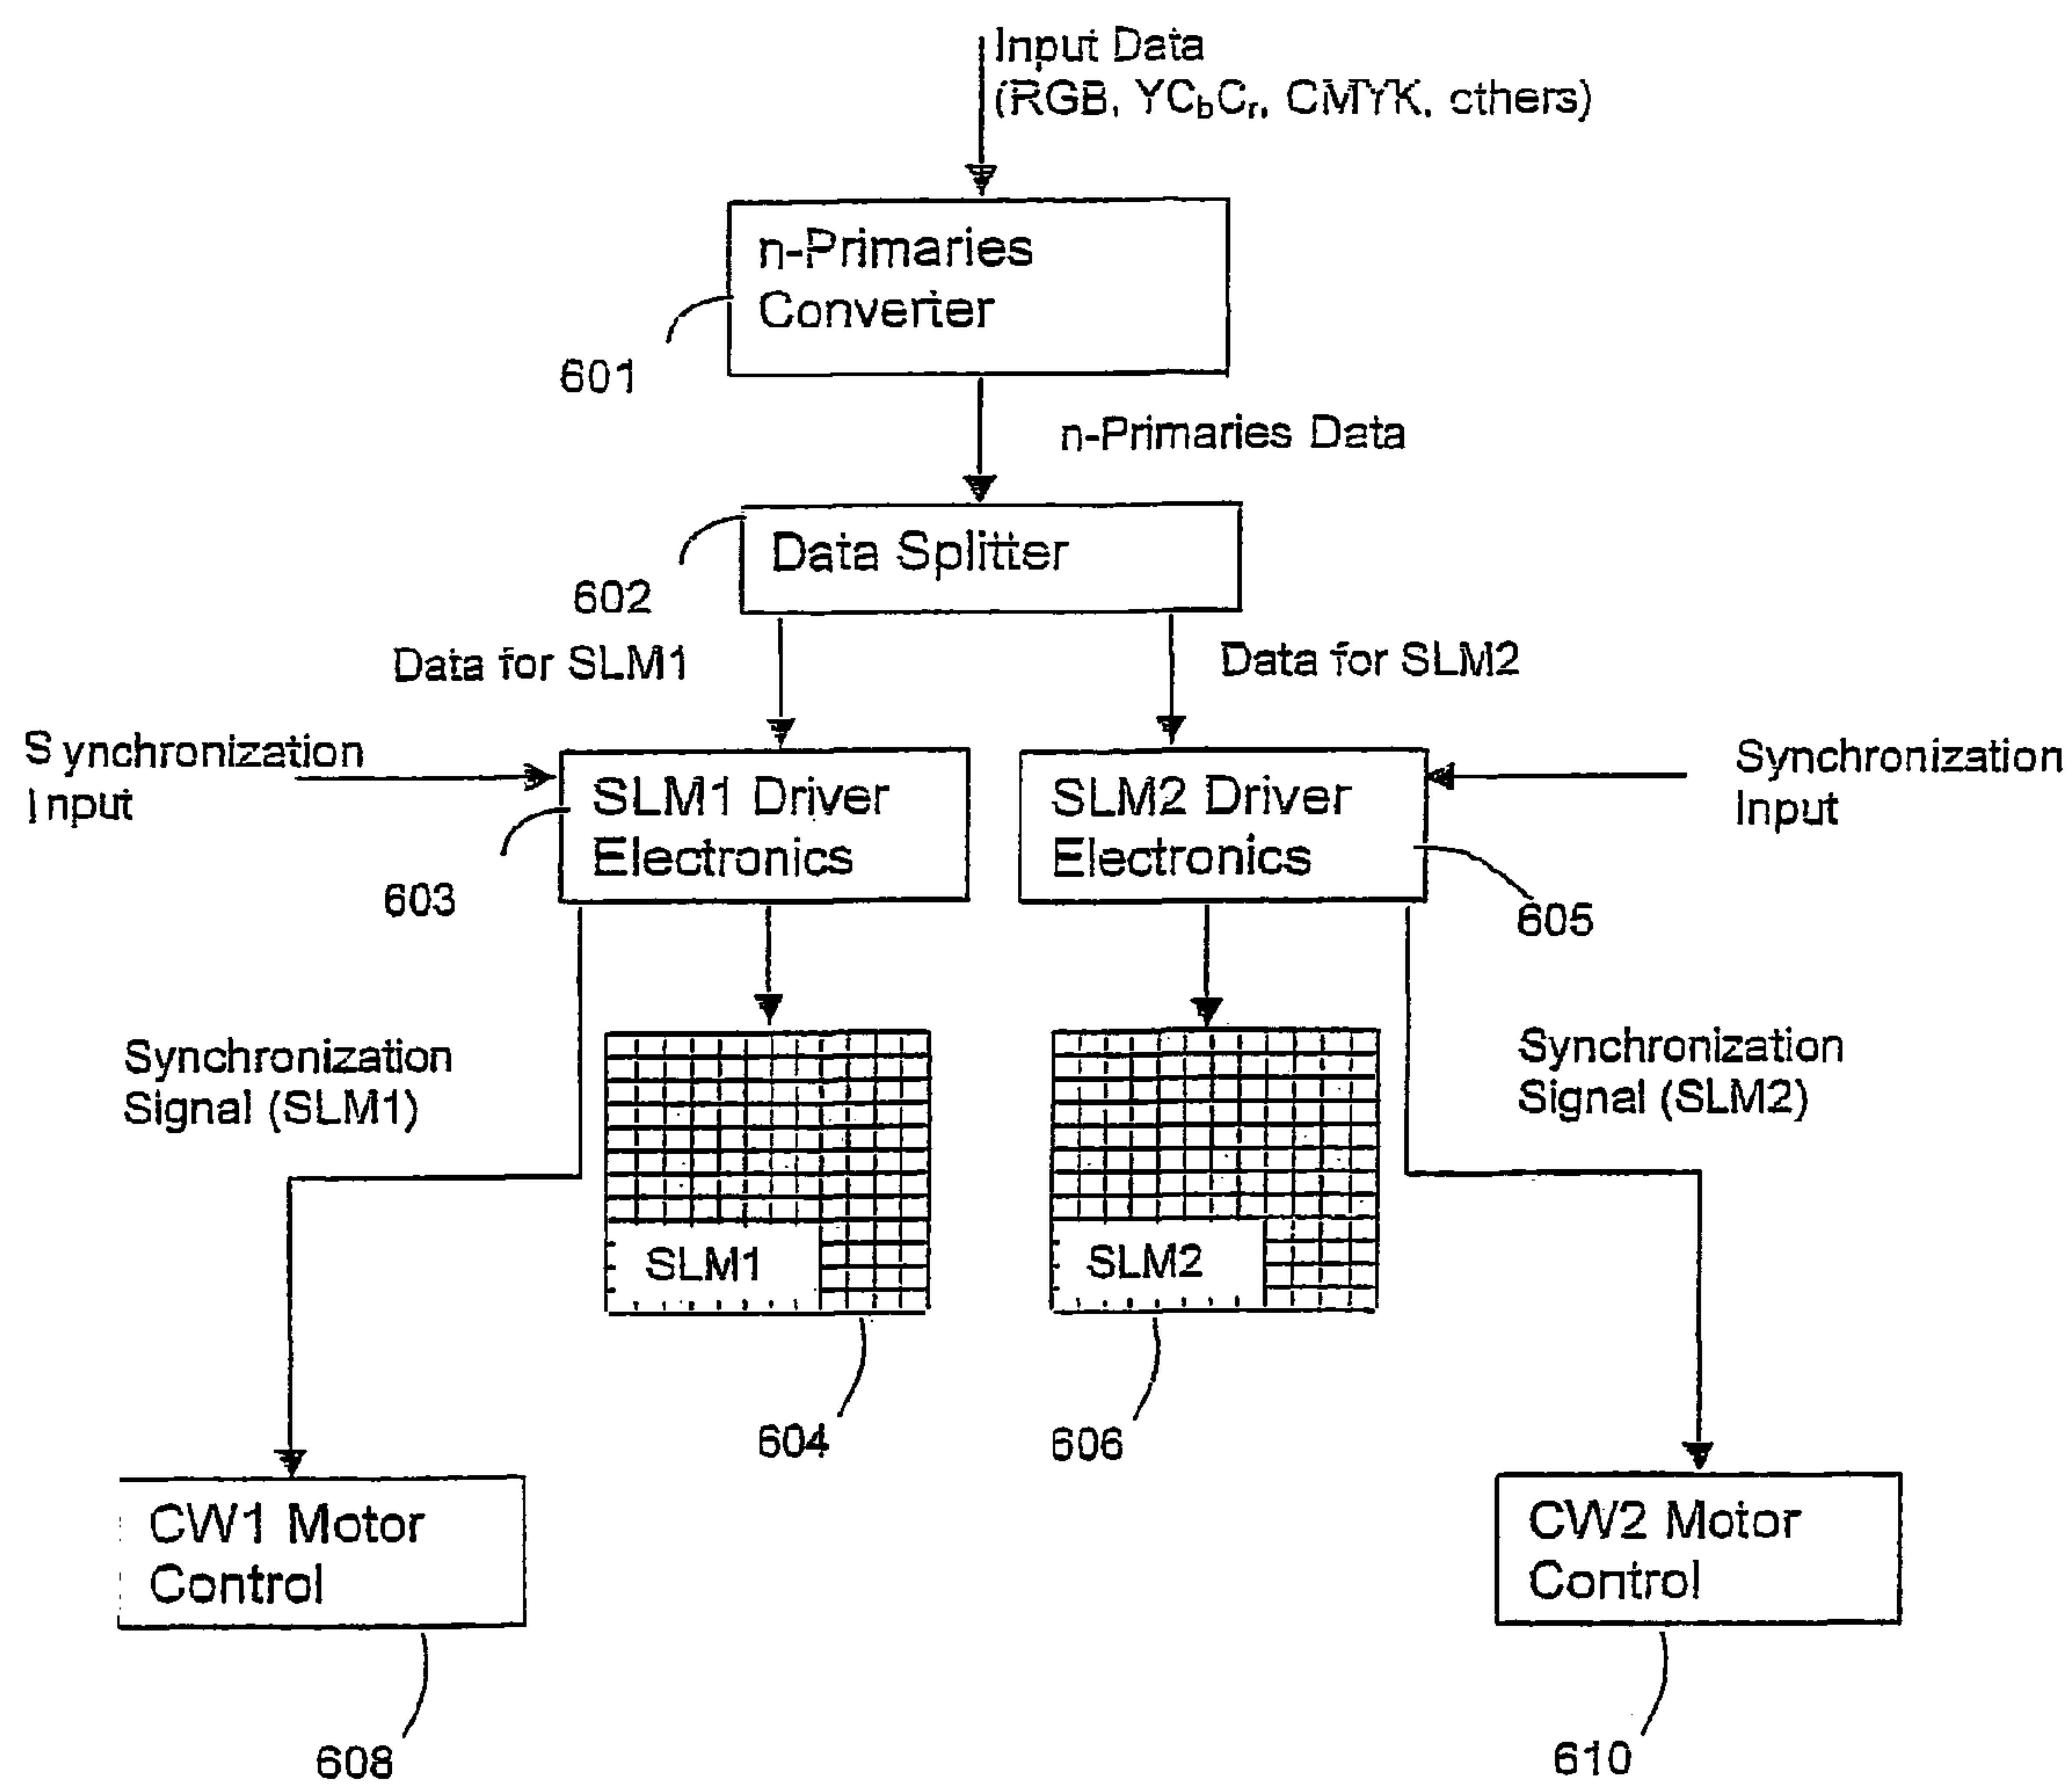 Input Data
(RGB, YCbCr, CMYK, cthers)
n-Primaries
Converter
601
n-Primaries Data
Data Splitter
602
Data for SLM1
Data for SLM2
Synchronization
Input
SLM1 Driver
Electronics
SLM2 Driver
Electronics
Synchronization
Input
603
605
Synchronization
Signal (SLM1)
Synchronization
Signal (SLM2)
SLM1
SLM2
604
606
CW1 Motor
Control
CW2 Motor
Control
608
610